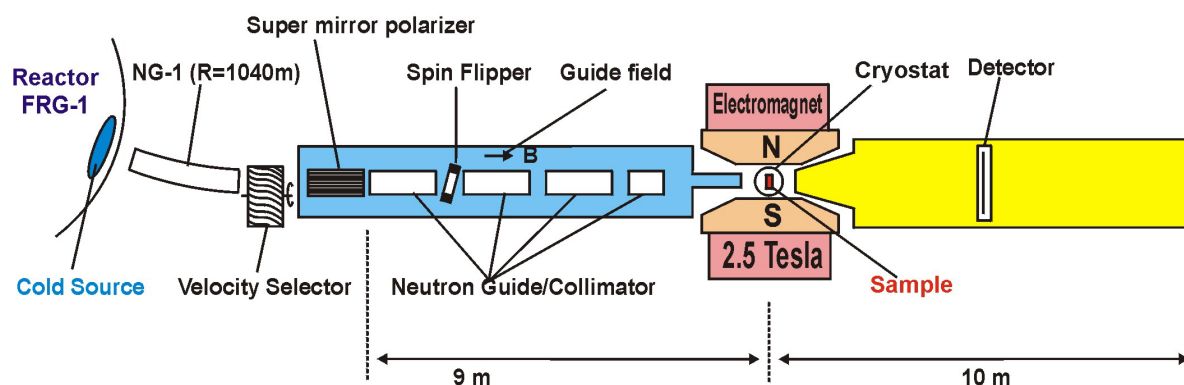 Super mirror polarizer
Reactor
FRG-1
NG-1 (R=1040m)
Spin Flipper
Guide field
Cryostat
Detector
Electromagnet
B
N
S
2.5 Tesla
Cold Source
Velocity Selector
Neutron Guide/Collimator
Sample
9 m
10 m